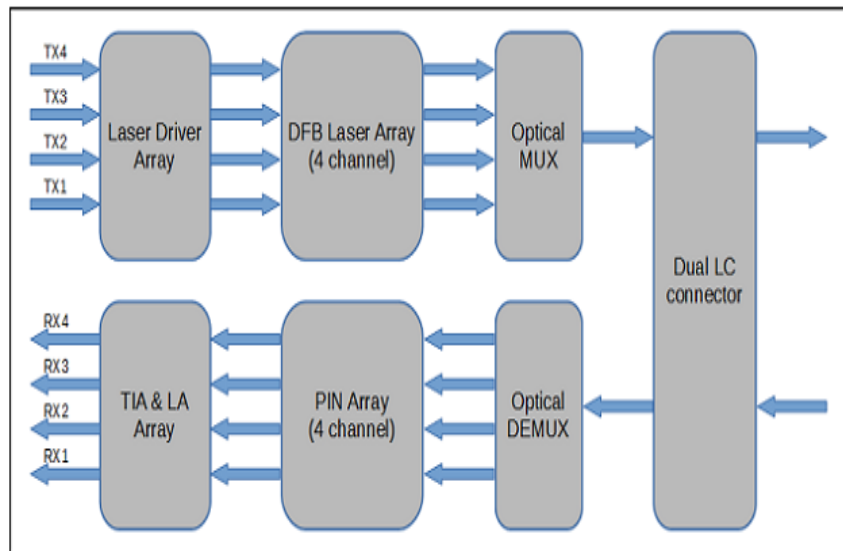 TX4
TX3
TX2
TX1
Laser Driver
Array
DFB Laser Array
(4 channel)
Optical
MUX
Dual LC
connector
RX4
RX3
RX2
RX1
TIA & LA
Array
PIN Array
(4 channel)
Optical
DEMUX